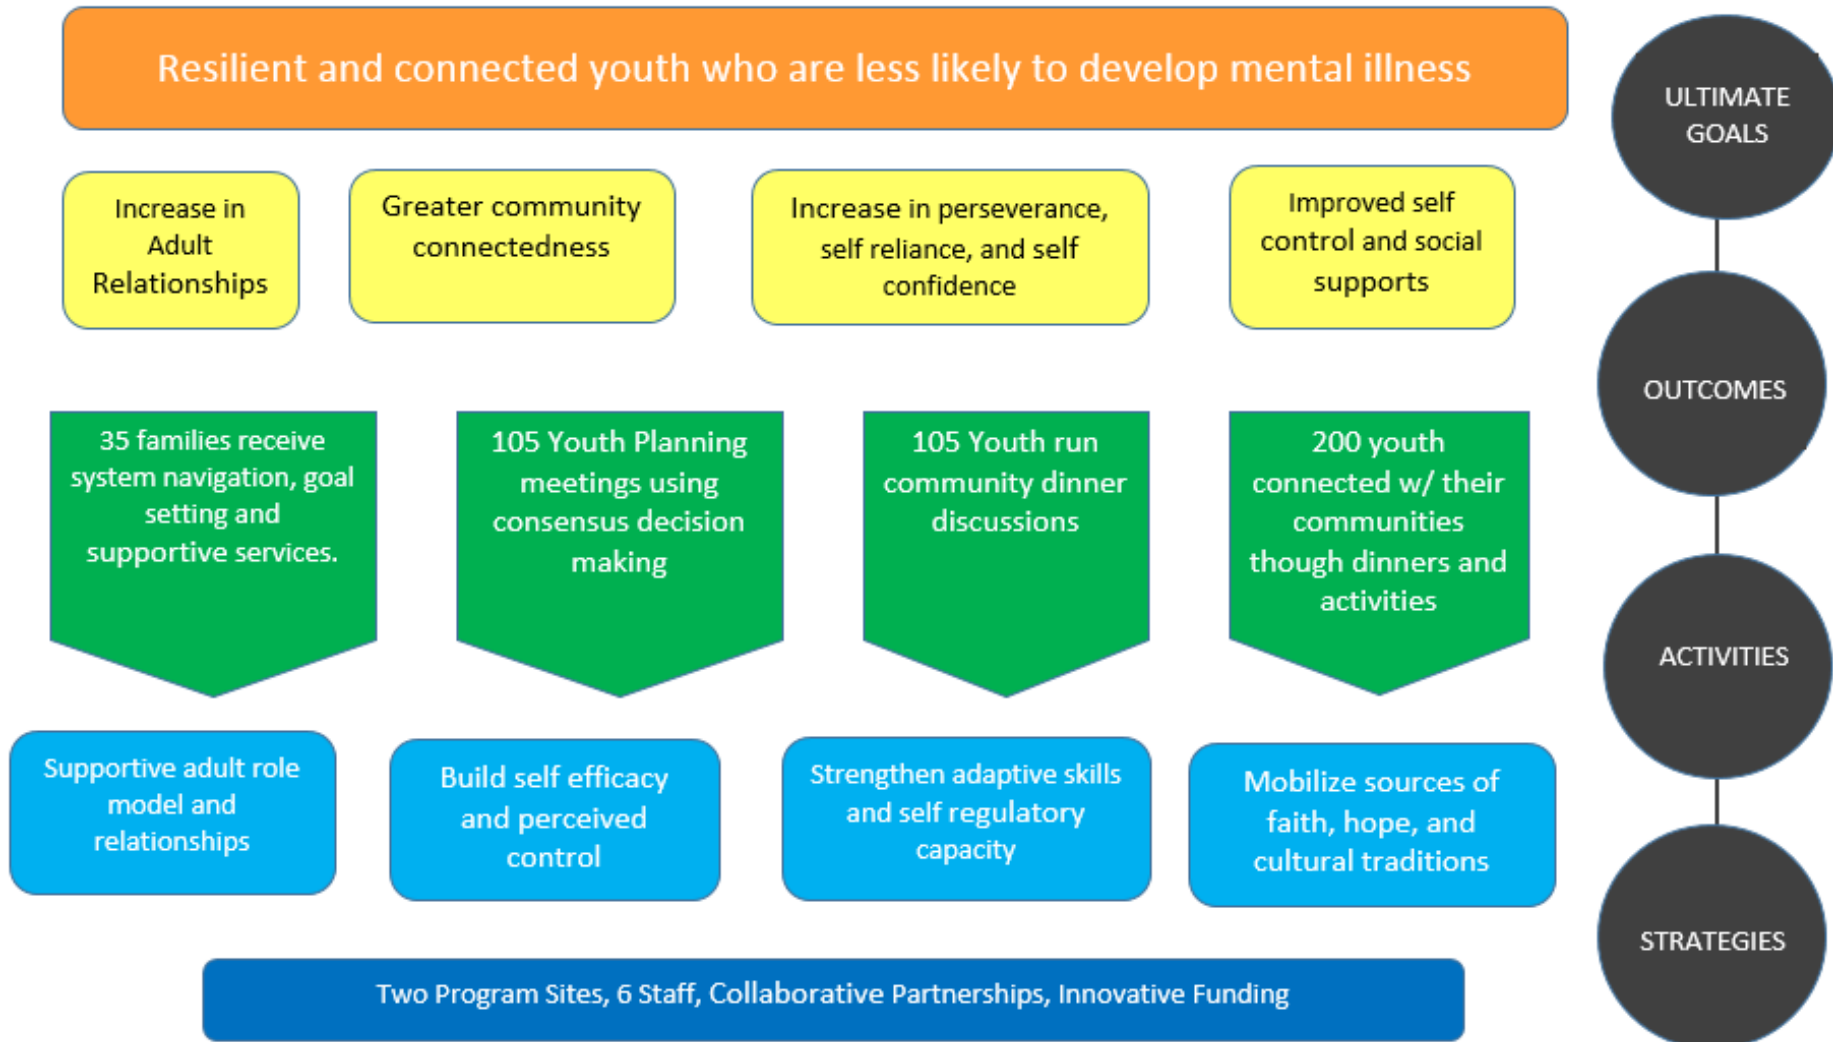 Resilient and connected youth who are less likely to develop mental illness
ULTIMATE
GOALS
Increase in
Adult
Relationships
Greater community
connectedness
Increase in perseverance,
self reliance, and self
confidence
Improved self
control and social
supports
OUTCOMES
35 families receive
system navigation, goal
setting and
supportive services.
105 Youth Planning
meetings using
consensus decision
making
105 Youth run
community dinner
discussions
200 youth
connected w/ their
communities
though dinners and
activities
ACTIVITIES
Supportive adult role
model and
relationships
Build self efficacy
and perceived
control
Strengthen adaptive skills
and self regulatory
capacity
Mobilize sources of
faith, hope, and
cultural traditions
STRATEGIES
Two Program Sites, 6 Staff, Collaborative Partnerships, Innovative Funding